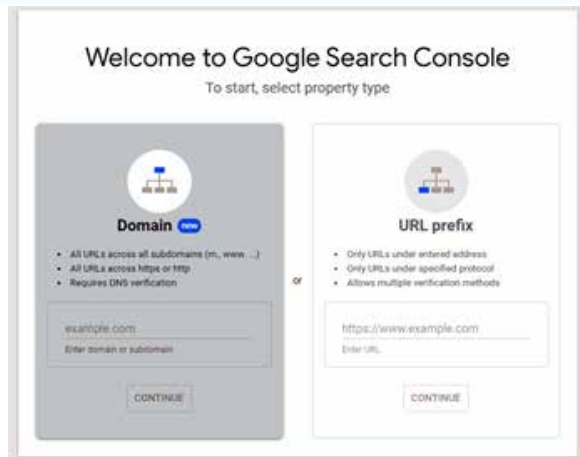 Welcome to Google Search Console
To start, select property type
Domain new
• All URLs across all subdomains (m., www. ...)
• All URLs across https or http
• Requires DNS verification
example.com
Enter domain or subdomain
CONTINUE
or
URL prefix
• Only URLs under entered address
• Only URLs under specified protocol
• Allows multiple verification methods
https://www.example.com
Enter URL
CONTINUE